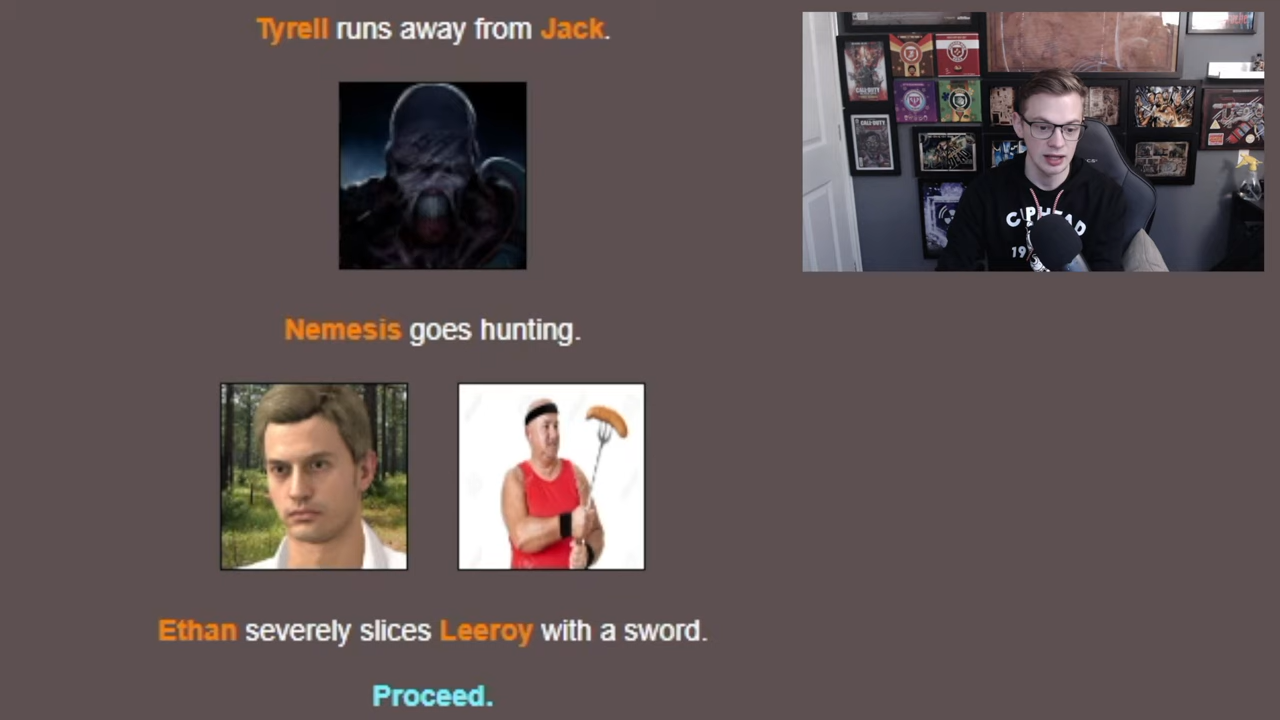 Tyrell runs away from Jack.
Nemesis goes hunting.
Ethan severely slices Leeroy with a sword.
Proceed.